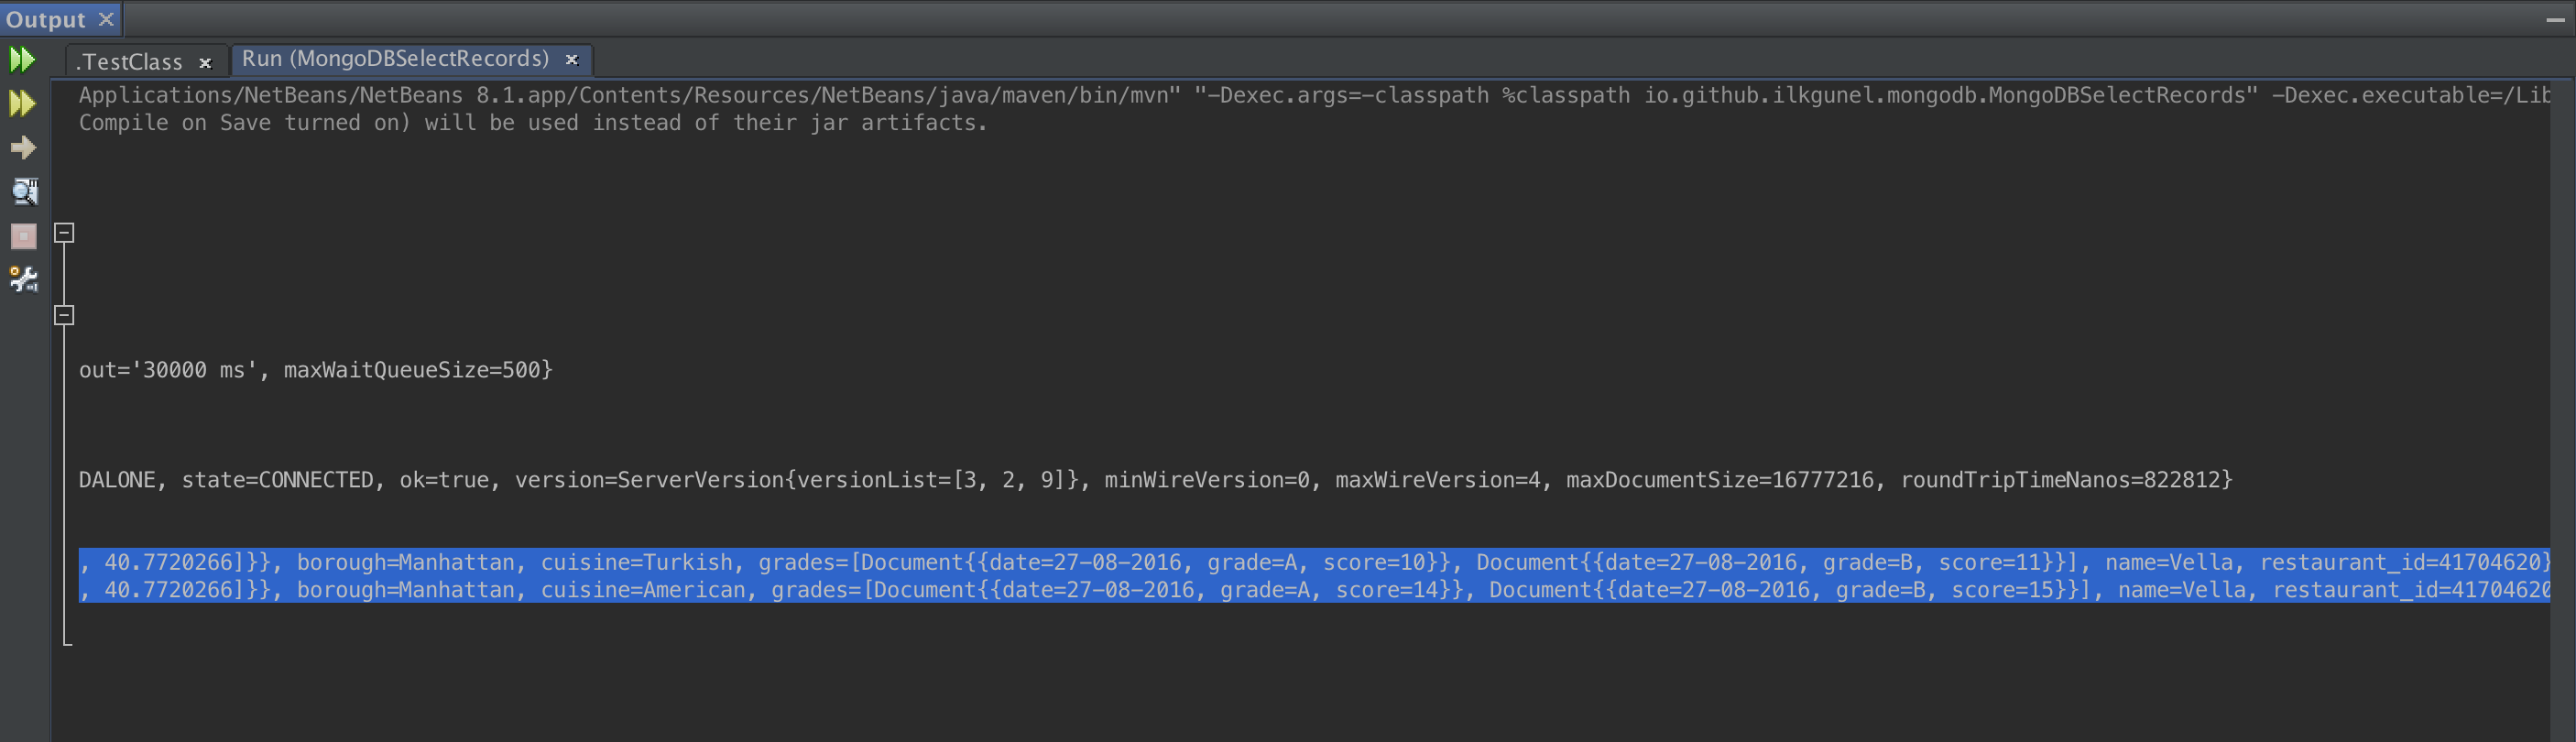 Output
.TestClass
Run (MongoDBSelectRecords)
Applications/NetBeans/NetBeans 8.1.app/Contents/Resources/NetBeans/java/maven/bin/mvn" "-Dexec.args=-classpath %classpath io.github.ilkgunel.mongodb.MongoDBSelectRecords" -Dexec.executable=/Lib
Compile on Save turned on) will be used instead of their jar artifacts.
out='30000 ms', maxWaitQueueSize=500}
DALONE, state=CONNECTED, ok=true, version=ServerVersion{versionList=[3, 2, 9]}, minWireVersion=0, maxWireVersion=4, maxDocumentSize=16777216, roundTripTimeNanos=822812}
, 40.7720266]}}, borough=Manhattan, cuisine=Turkish, grades=[Document{{date=27-08-2016, grade=A, score=10}}, Document{{date=27-08-2016, grade=B, score=11}}], name=Vella, restaurant_id=41704620}
, 40.7720266]}}, borough=Manhattan, cuisine=American, grades=[Document{{date=27-08-2016, grade=A, score=14}}, Document{{date=27-08-2016, grade=B, score=15}}], name=Vella, restaurant_id=41704620